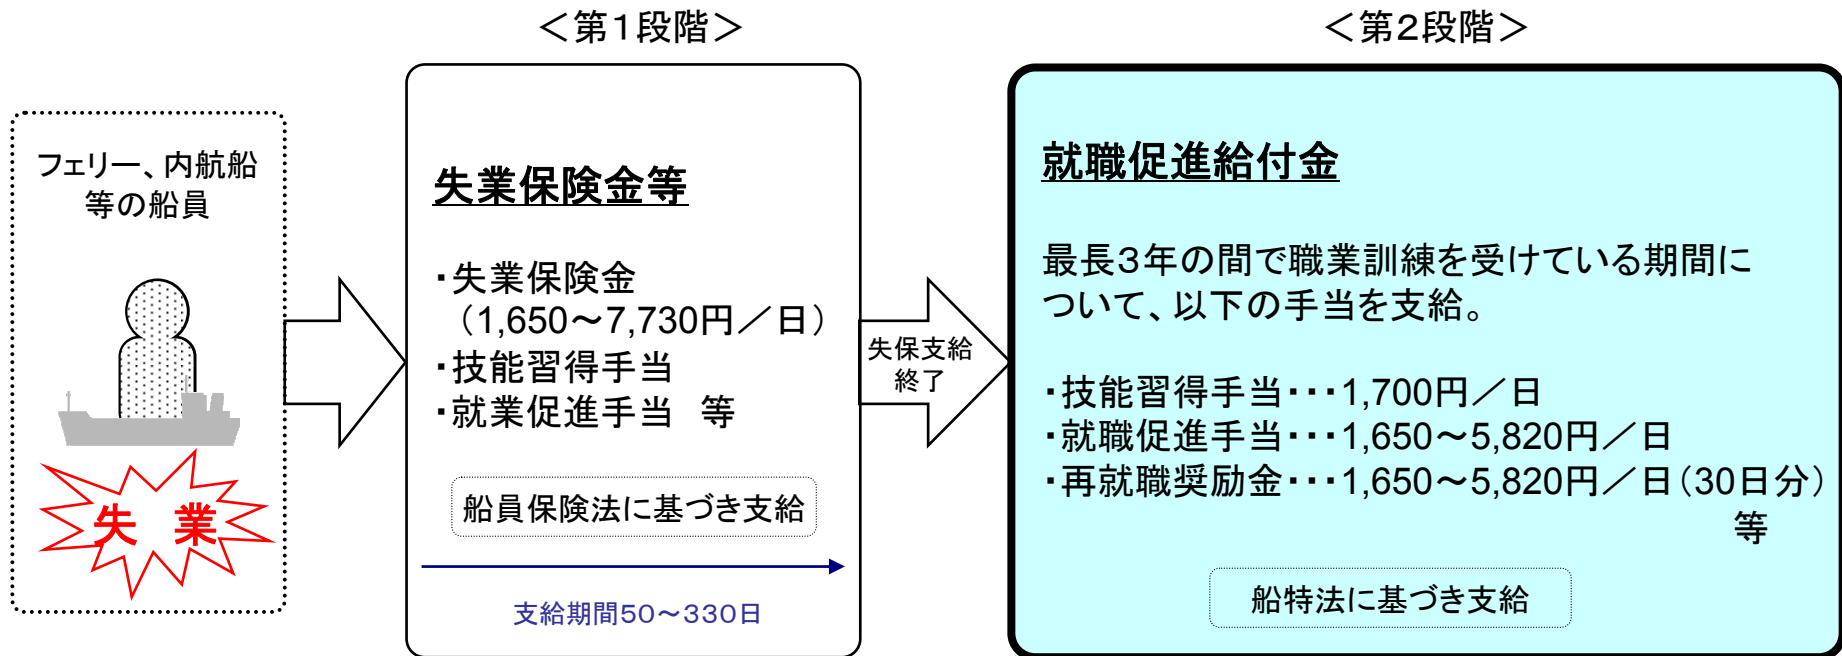 <第1段階>
<第2段階>
フェリー、内航船
等の船員
失 業
失業保険金等
・失業保険金
(1,650~7,730円/日)
・技能習得手当
・就業促進手当 等
船員保険法に基づき支給
支給期間50~330日
失保支給
終了
就職促進給付金
最長3年の間で職業訓練を受けている期間に
ついて、以下の手当を支給。
・技能習得手当・・・1,700円/日
・就職促進手当・・・1,650~5,820円/日
・再就職奨励金・・・1,650~5,820円/日(30日分)
等
船特法に基づき支給